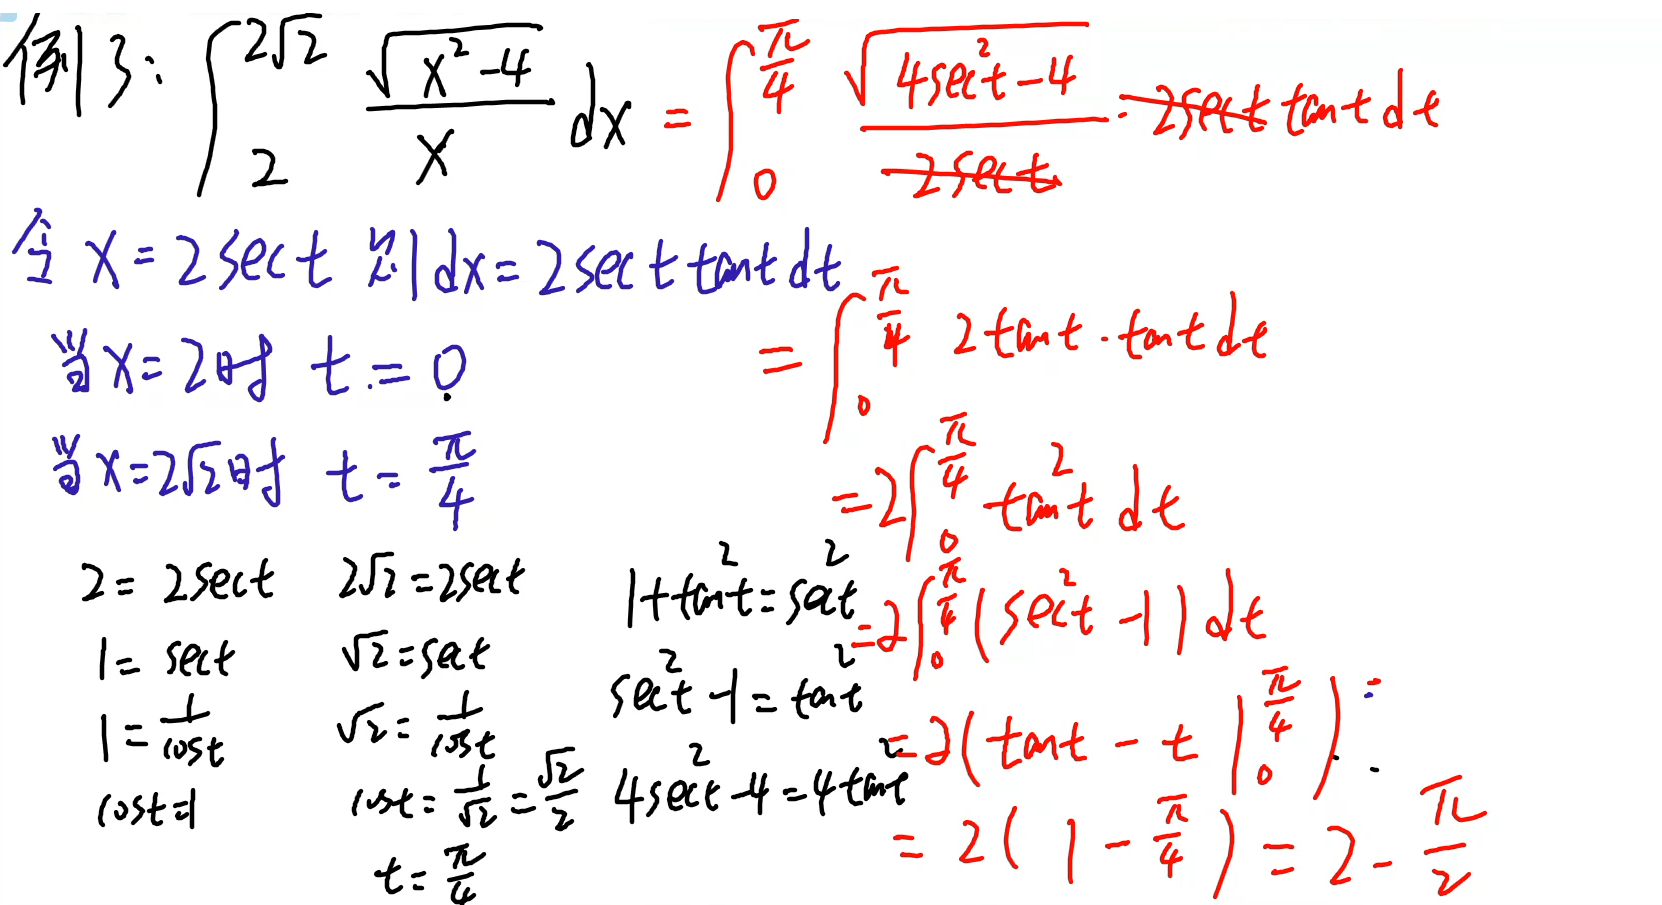 例3: ∫_2^{2√2} √(x²-4)/x dx = ∫_0^{π/4} √(4sec²t-4)/(2sect) · 2sect tant dt
令 x = 2sect 则 dx = 2sect tant dt
= ∫_0^{π/4} 2tant · tant dt
当x=2时 t = 0
当x=2√2时 t = π/4
= 2∫_0^{π/4} tan²t dt
2 = 2sect 2√2 = 2sect 1+tan²t = sec²t
= 2∫_0^{π/4} (sec²t - 1) dt
1 = sect √2 = sect sec²t - 1 = tan²t
1 = 1/cost √2 = 1/cost
= 2(tant - t |_0^{π/4})
cost=1 cost = 1/√2 = √2/2 4sec²t-4 = 4tan²t
t = π/4
= 2(1 - π/4) = 2 - π/2